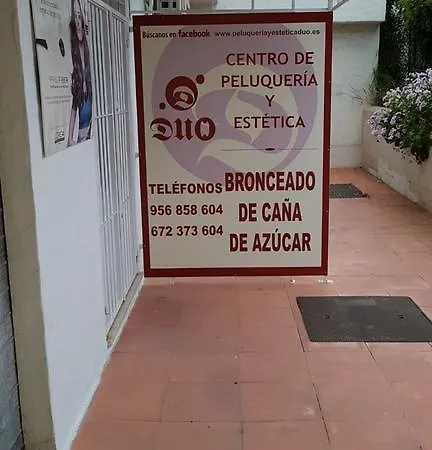 Búscanos en facebook www.peluqueriayesteticaduo.es
CENTRO DE
PELUQUERÍA
Y
ESTÉTICA
DUO
TELÉFONOS
956 858 604
672 373 604
BRONCEADO
DE CAÑA
DE AZÚCAR